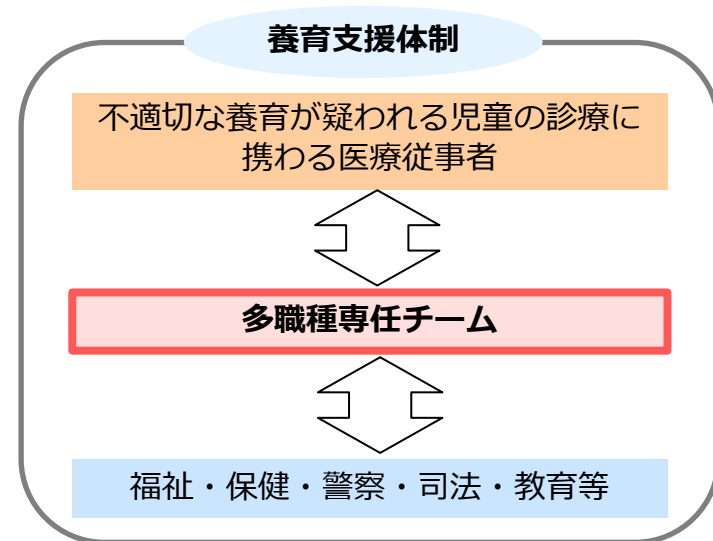 養育支援体制
不適切な養育が疑われる児童の診療に
携わる医療従事者
多職種専任チーム
福祉・保健・警察・司法・教育等